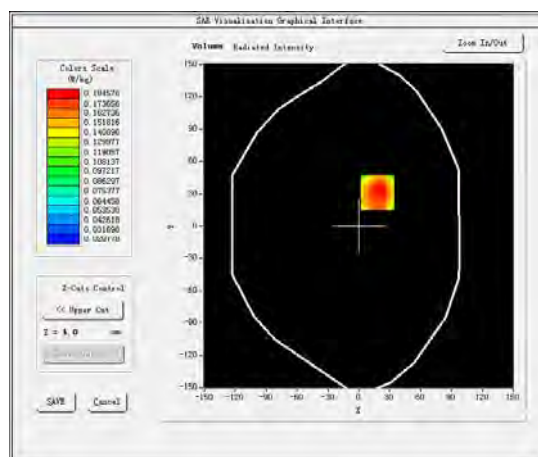 SAR Visualisation Graphical Interface
Volume Radiated Intensity
Zoom In/Out
Colors Scale
(W/kg)
0.184576
0.173656
0.162736
0.151816
0.140896
0.129977
0.119057
0.108137
0.097217
0.086297
0.075377
0.064458
0.053538
0.042618
Z-Cuts Control
<< Upper Cut
SAVE
Cancel
150
120
90
60
30
0
-30
-60
-90
-120
-150
Y
-150 -120 -90 -60 -30 0 30 60 90 120 150
X